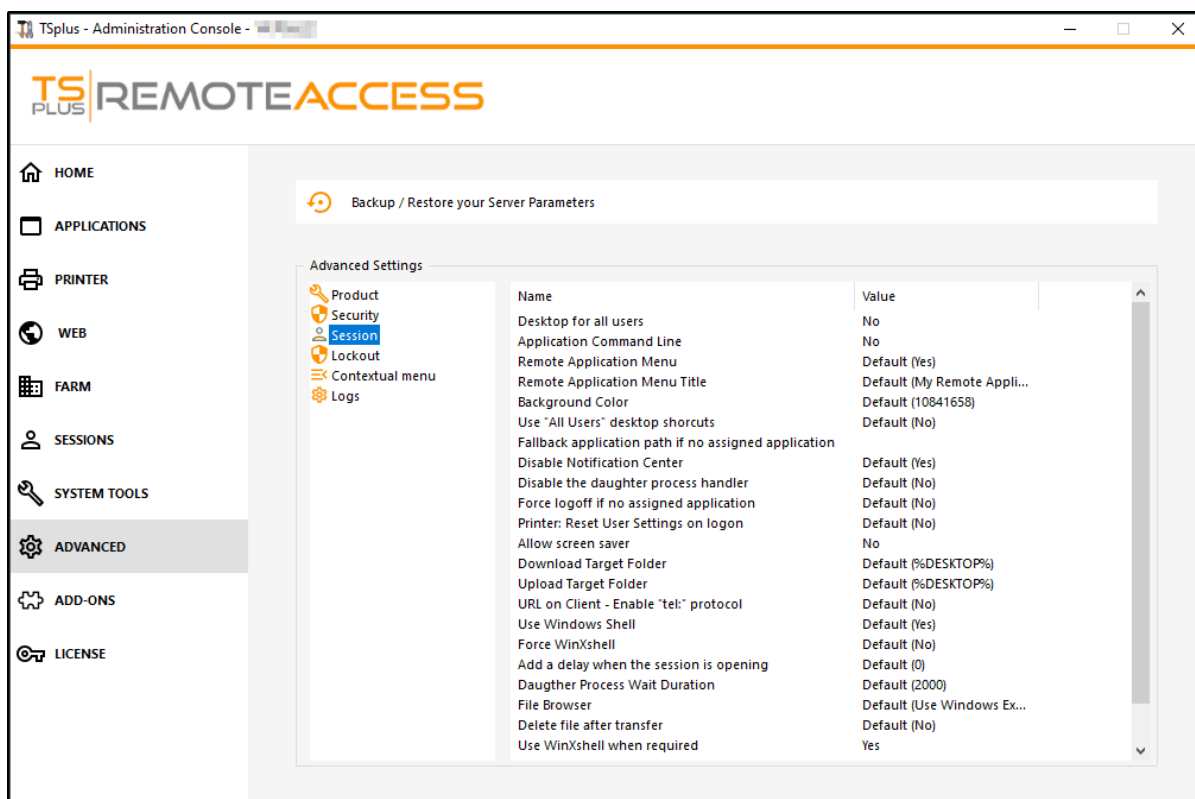 TSplus - Administration Console -
TS PLUS REMOTEACCESS
HOME
APPLICATIONS
PRINTER
WEB
FARM
SESSIONS
SYSTEM TOOLS
ADVANCED
ADD-ONS
LICENSE
Backup / Restore your Server Parameters
Advanced Settings
Product
Security
Session
Lockout
Contextual menu
Logs
Name Value
Desktop for all users No
Application Command Line No
Remote Application Menu Default (Yes)
Remote Application Menu Title Default (My Remote Appli...
Background Color Default (10841658)
Use "All Users" desktop shorcuts Default (No)
Fallback application path if no assigned application
Disable Notification Center Default (Yes)
Disable the daughter process handler Default (No)
Force logoff if no assigned application Default (No)
Printer: Reset User Settings on logon Default (No)
Allow screen saver No
Download Target Folder Default (%DESKTOP%)
Upload Target Folder Default (%DESKTOP%)
URL on Client - Enable "tel:" protocol Default (No)
Use Windows Shell Default (Yes)
Force WinXshell Default (No)
Add a delay when the session is opening Default (0)
Daugther Process Wait Duration Default (2000)
File Browser Default (Use Windows Ex...
Delete file after transfer Default (No)
Use WinXshell when required Yes